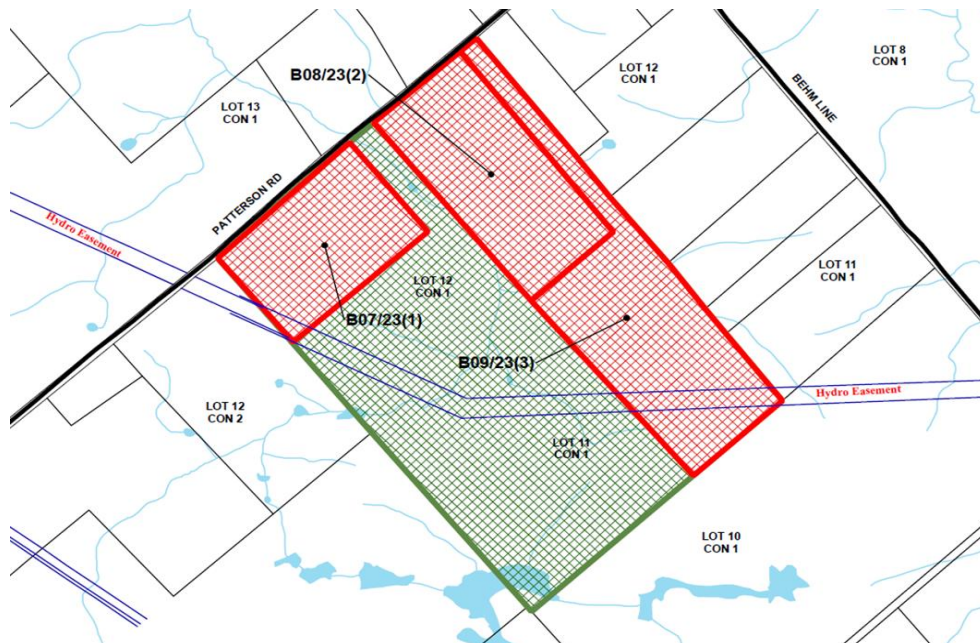 B08/23(2)
LOT 12
CON 1
LOT 8
CON 1
BEHM LINE
LOT 13
CON 1
PATTERSON RD
Hydro Easement
LOT 12
CON 1
LOT 11
CON 1
B07/23(1)
B09/23(3)
Hydro Easement
LOT 12
CON 2
LOT 11
CON 1
LOT 10
CON 1